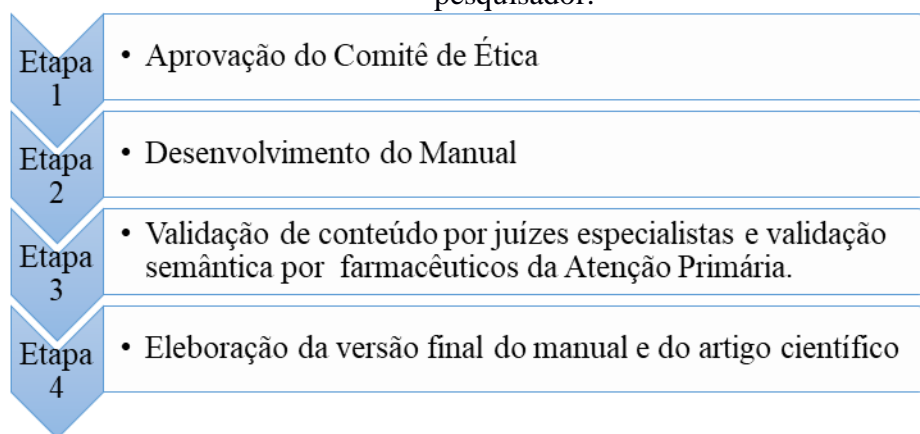 pesquisador.
Etapa
1
• Aprovação do Comitê de Ética
Etapa
2
• Desenvolvimento do Manual
Etapa
3
• Validação de conteúdo por juízes especialistas e validação
semântica por farmacêuticos da Atenção Primária.
Etapa
4
• Eleboração da versão final do manual e do artigo científico